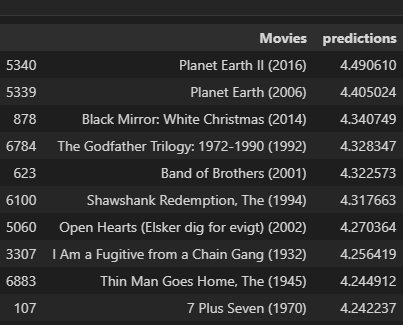 Movies predictions
5340 Planet Earth II (2016) 4.490610
5339 Planet Earth (2006) 4.405024
878 Black Mirror: White Christmas (2014) 4.340749
6784 The Godfather Trilogy: 1972-1990 (1992) 4.328347
623 Band of Brothers (2001) 4.322573
6100 Shawshank Redemption, The (1994) 4.317663
5060 Open Hearts (Elsker dig for evigt) (2002) 4.270364
3307 I Am a Fugitive from a Chain Gang (1932) 4.256419
6883 Thin Man Goes Home, The (1945) 4.244912
107 7 Plus Seven (1970) 4.242237